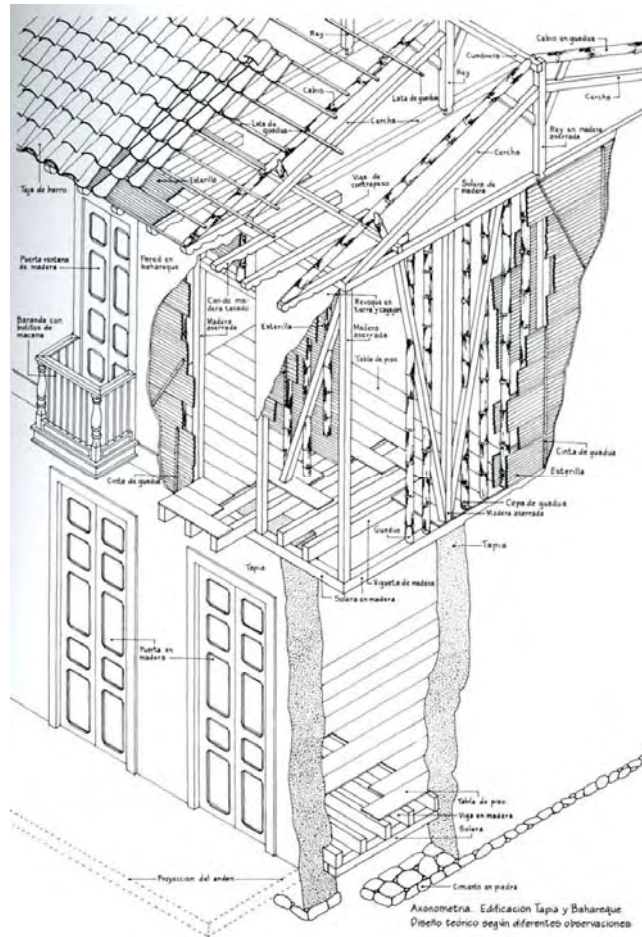 Rey
Cabio en guadua
Cumbrera
Cabio
Lata de guadua
Rey
Cercha
Lata de
guadua
Cercha
Cercha
Rey en madera
aserrada
Esterilla
Viga de
contrapeso
Solera de
madera
Teja de barro
Puerta ventana
de madera
Pared en
bahareque
madera
Madera
aserrada
Revoque en
tierra y cagajon
Esterilla
Madera
aserrada
Baranda con
bolillos de
macana
Tabla de piso
Cinta de guadua
Cinta de guadua
Esterilla
Cepa de guadua
Madera aserrada
Guadua
Tapia
Tapia
Vigueta de madera
Solera en madera
Puerta en
madera
Tabla de piso
Viga en madera
Solera
Proyeccion del anden
Cimiento en piedra
Axonometria. Edificación Tapia y Bahareque.
Diseño teórico según diferentes observaciones